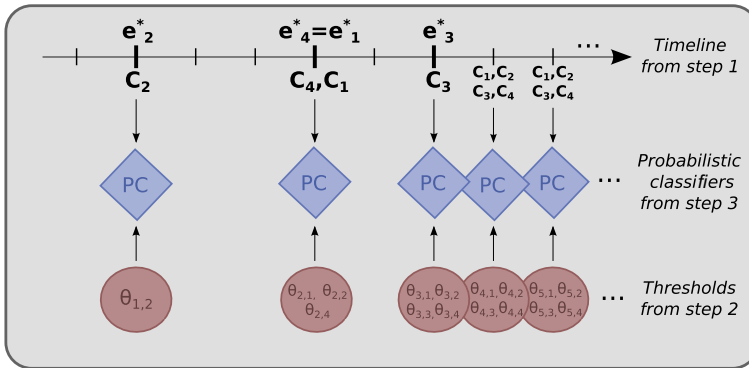 e*2 e*4=e*1 e*3 ...
Timeline
from step 1
C2 C4,C1 C3 C1,C2 C1,C2
C3,C4 C3,C4
PC PC PC PC PC ...
Probabilistic
classifiers
from step 3
θ1,2 θ2,1, θ2,2 θ3,1,θ3,2 θ4,1,θ4,2 θ5,1,θ5,2
θ2,4 θ3,3,θ3,4 θ4,3,θ4,4 θ5,3,θ5,4
...
Thresholds
from step 2